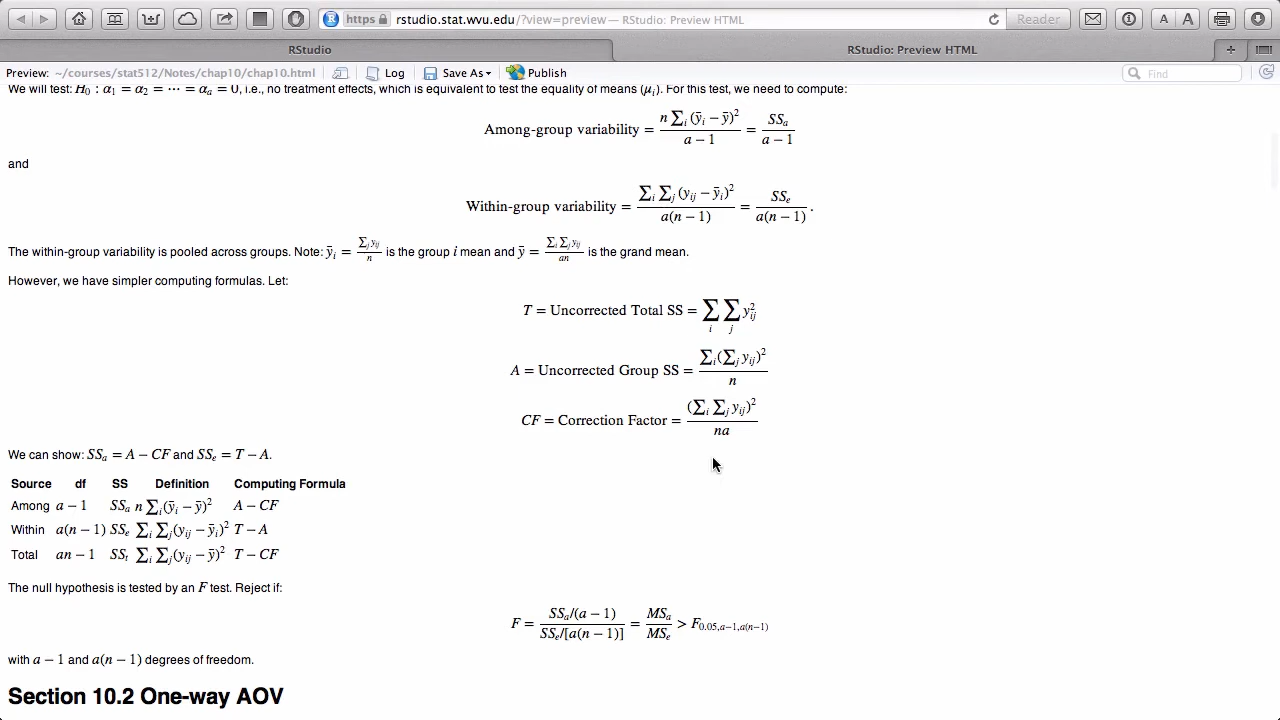 https rstudio.stat.wvu.edu/?view=preview — RStudio: Preview HTML Reader A A
RStudio RStudio: Preview HTML +
Preview: ~/courses/stat512/Notes/chap10/chap10.html Log Save As Publish Find
We will test: H₀ : α₁ = α₂ = ⋯ = αₐ = 0, i.e., no treatment effects, which is equivalent to test the equality of means (μᵢ). For this test, we need to compute:
Among-group variability = n ∑ᵢ (ȳᵢ − ȳ)² / a − 1 = SSₐ / a − 1
and
Within-group variability = ∑ᵢ ∑ⱼ (yᵢⱼ − ȳᵢ)² / a(n − 1) = SSₑ / a(n − 1) .
The within-group variability is pooled across groups. Note: ȳᵢ = ∑ⱼ yᵢⱼ / n is the group i mean and ȳ = ∑ᵢ ∑ⱼ yᵢⱼ / an is the grand mean.
However, we have simpler computing formulas. Let:
T = Uncorrected Total SS = ∑ᵢ ∑ⱼ yᵢⱼ²
A = Uncorrected Group SS = ∑ᵢ(∑ⱼ yᵢⱼ)² / n
CF = Correction Factor = (∑ᵢ ∑ⱼ yᵢⱼ)² / na
We can show: SSₐ = A − CF and SSₑ = T − A.
Source df SS Definition Computing Formula
Among a − 1 SSₐ n ∑ᵢ(ȳᵢ − ȳ)² A − CF
Within a(n − 1) SSₑ ∑ᵢ ∑ⱼ(yᵢⱼ − ȳᵢ)² T − A
Total an − 1 SSₜ ∑ᵢ ∑ⱼ(yᵢⱼ − ȳ)² T − CF
The null hypothesis is tested by an F test. Reject if:
F = SSₐ/(a − 1) / SSₑ/[a(n − 1)] = MSₐ / MSₑ > F₀.₀₅,ₐ₋₁,ₐ₍ₙ₋₁₎
with a − 1 and a(n − 1) degrees of freedom.
Section 10.2 One-way AOV